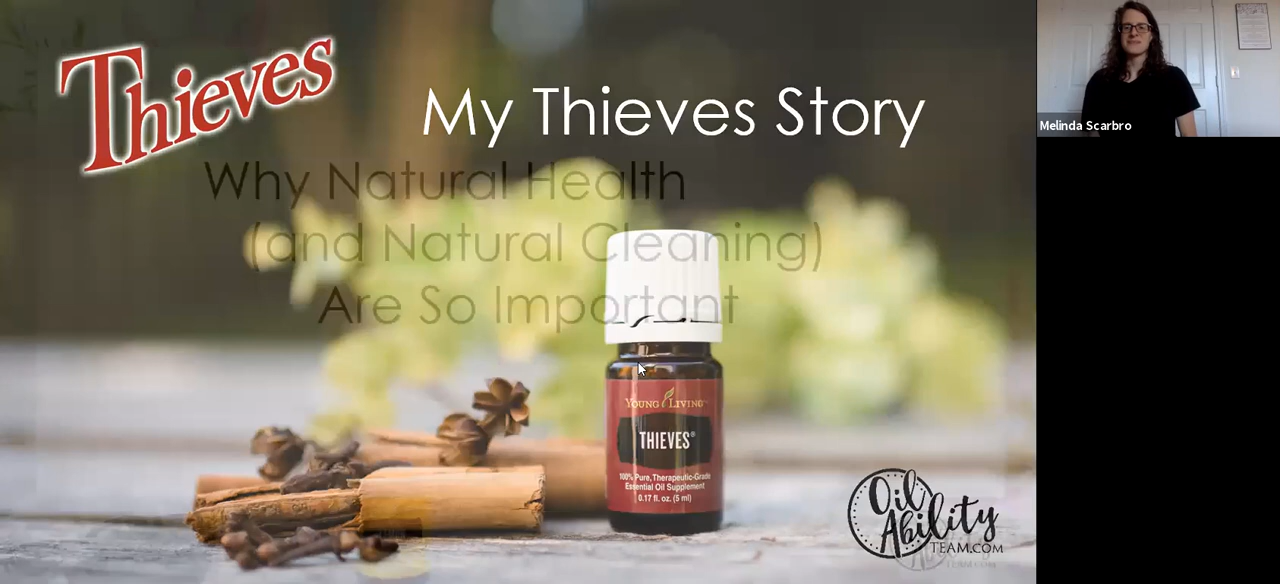 Thieves
My Thieves Story
Why Natural Health
(and Natural Cleaning)
Are So Important
Melinda Scarbro
YOUNG LIVING™
THIEVES®
100% Pure, Therapeutic-Grade
Essential Oil Supplement
0.17 fl. oz. (5 ml)
Oil
Ability
TEAM.COM